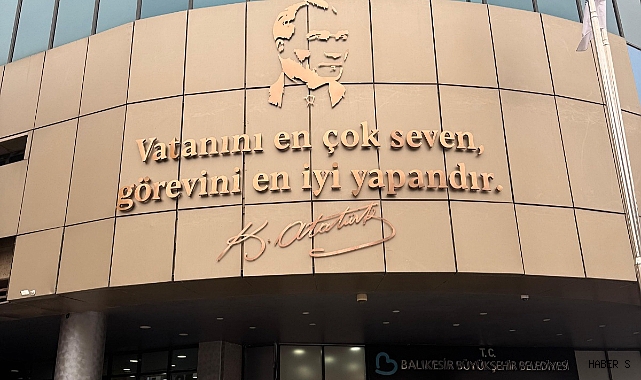 Vatanını en çok seven,
görevini en iyi yapandır.
K. Atatürk
T.C.
BALIKESİR BÜYÜKŞEHİR BELEDİYESİ
HABER S